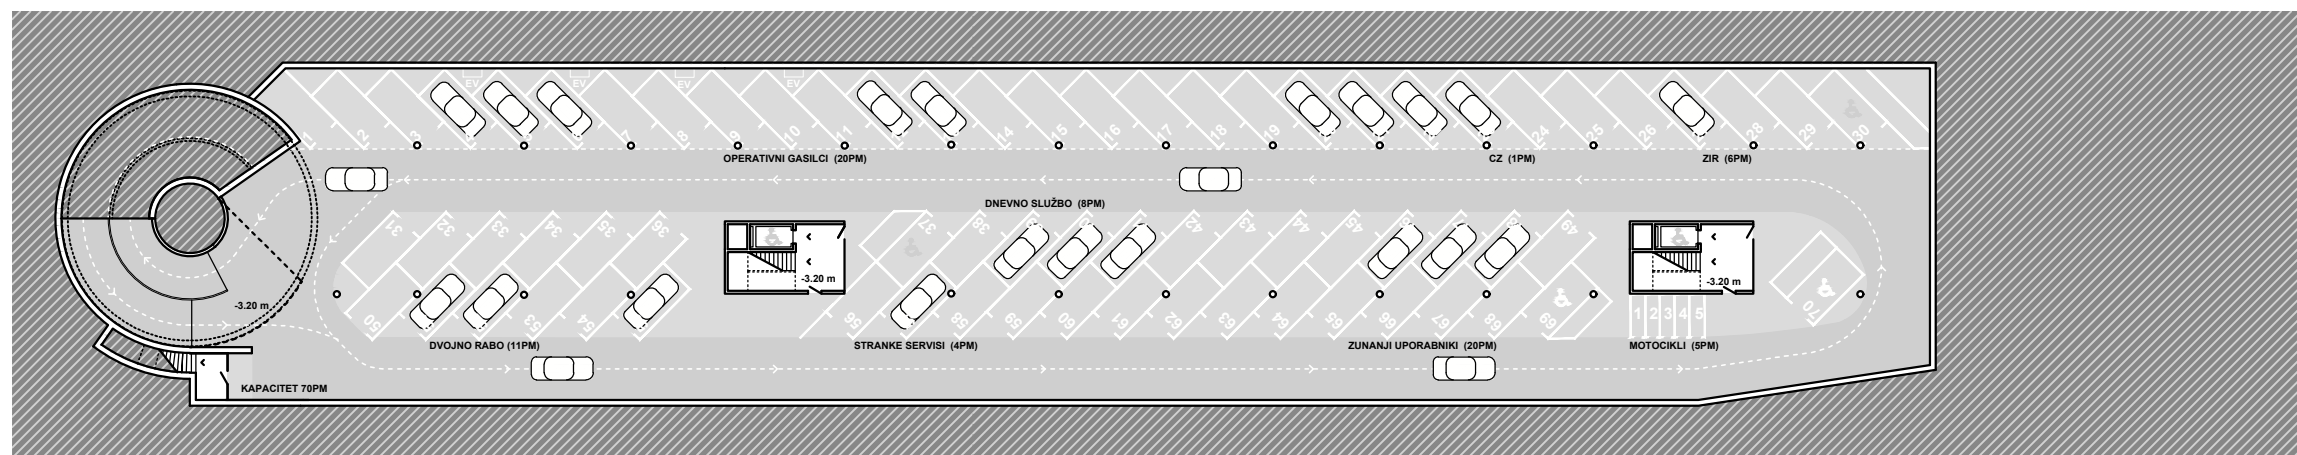 EV EV EV EV
1 2 3 7 8 9 10 11 14 15 16 17 18 19 24 25 26 28 29 30
OPERATIVNI GASILCI (20PM) CZ (1PM) ZIR (6PM)
DNEVNO SLUŽBO (8PM)
31 32 33 34 35 36 37 38 42 43 44 45 49
-3.20 m -3.20 m
-3.20 m
50 53 54 56 58 59 60 61 62 63 64 65 66 67 68 69 1 2 3 4 5 70
DVOJNO RABO (11PM) STRANKE SERVISI (4PM) ZUNANJI UPORABNIKI (20PM) MOTOCIKLI (5PM)
KAPACITET 70PM